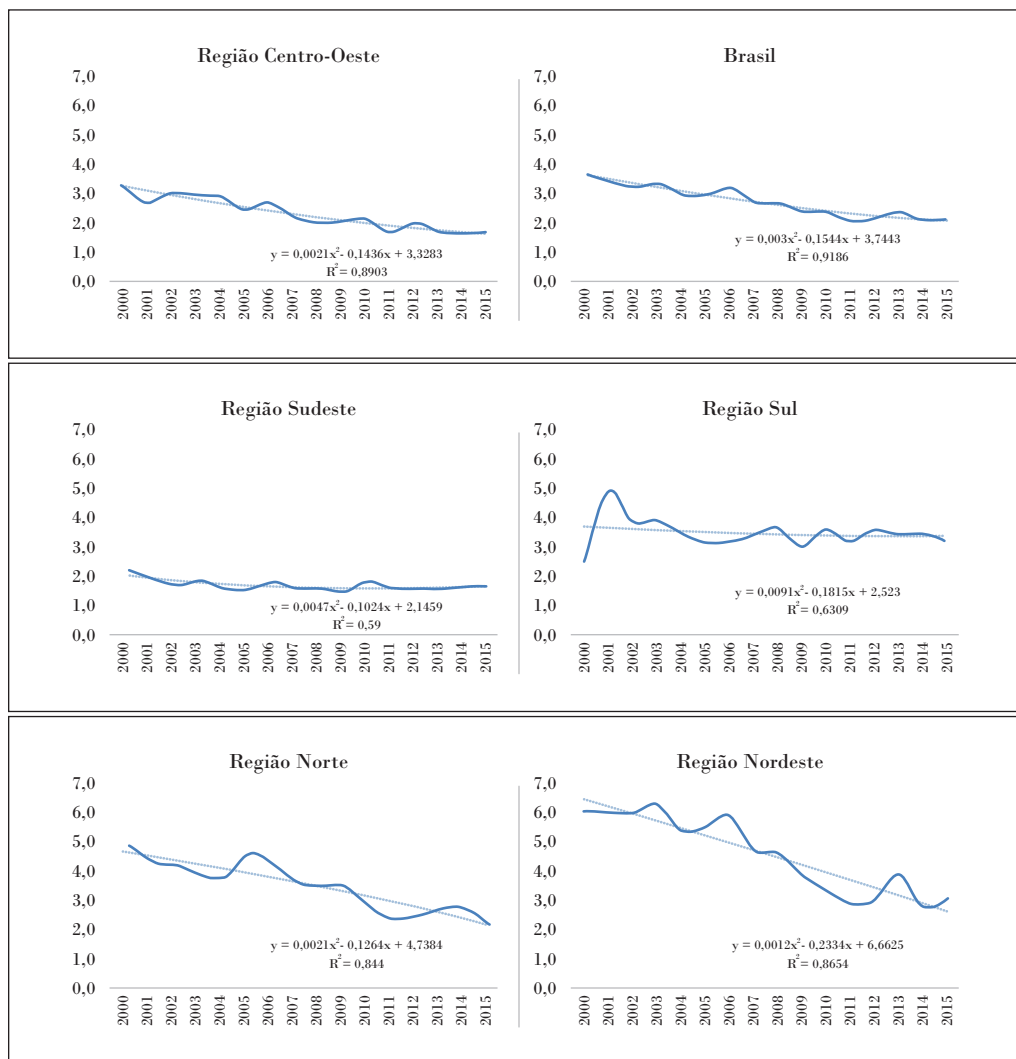 Região Centro-Oeste
7,0
6,0
5,0
4,0
3,0
2,0
1,0
0,0
y = 0,0021x²- 0,1436x + 3,3283
R² = 0,8903
2000 2001 2002 2003 2004 2005 2006 2007 2008 2009 2010 2011 2012 2013 2014 2015
Brasil
7,0
6,0
5,0
4,0
3,0
2,0
1,0
0,0
y = 0,003x²- 0,1544x + 3,7443
R² = 0,9186
2000 2001 2002 2003 2004 2005 2006 2007 2008 2009 2010 2011 2012 2013 2014 2015
Região Sudeste
7,0
6,0
5,0
4,0
3,0
2,0
1,0
0,0
y = 0,0047x²- 0,1024x + 2,1459
R² = 0,59
2000 2001 2002 2003 2004 2005 2006 2007 2008 2009 2010 2011 2012 2013 2014 2015
Região Sul
7,0
6,0
5,0
4,0
3,0
2,0
1,0
0,0
y = 0,0091x²- 0,1815x + 2,523
R² = 0,6309
2000 2001 2002 2003 2004 2005 2006 2007 2008 2009 2010 2011 2012 2013 2014 2015
Região Norte
7,0
6,0
5,0
4,0
3,0
2,0
1,0
0,0
y = 0,0021x²- 0,1264x + 4,7384
R² = 0,844
2000 2001 2002 2003 2004 2005 2006 2007 2008 2009 2010 2011 2012 2013 2014 2015
Região Nordeste
7,0
6,0
5,0
4,0
3,0
2,0
1,0
0,0
y = 0,0012x²- 0,2334x + 6,6625
R² = 0,8654
2000 2001 2002 2003 2004 2005 2006 2007 2008 2009 2010 2011 2012 2013 2014 2015